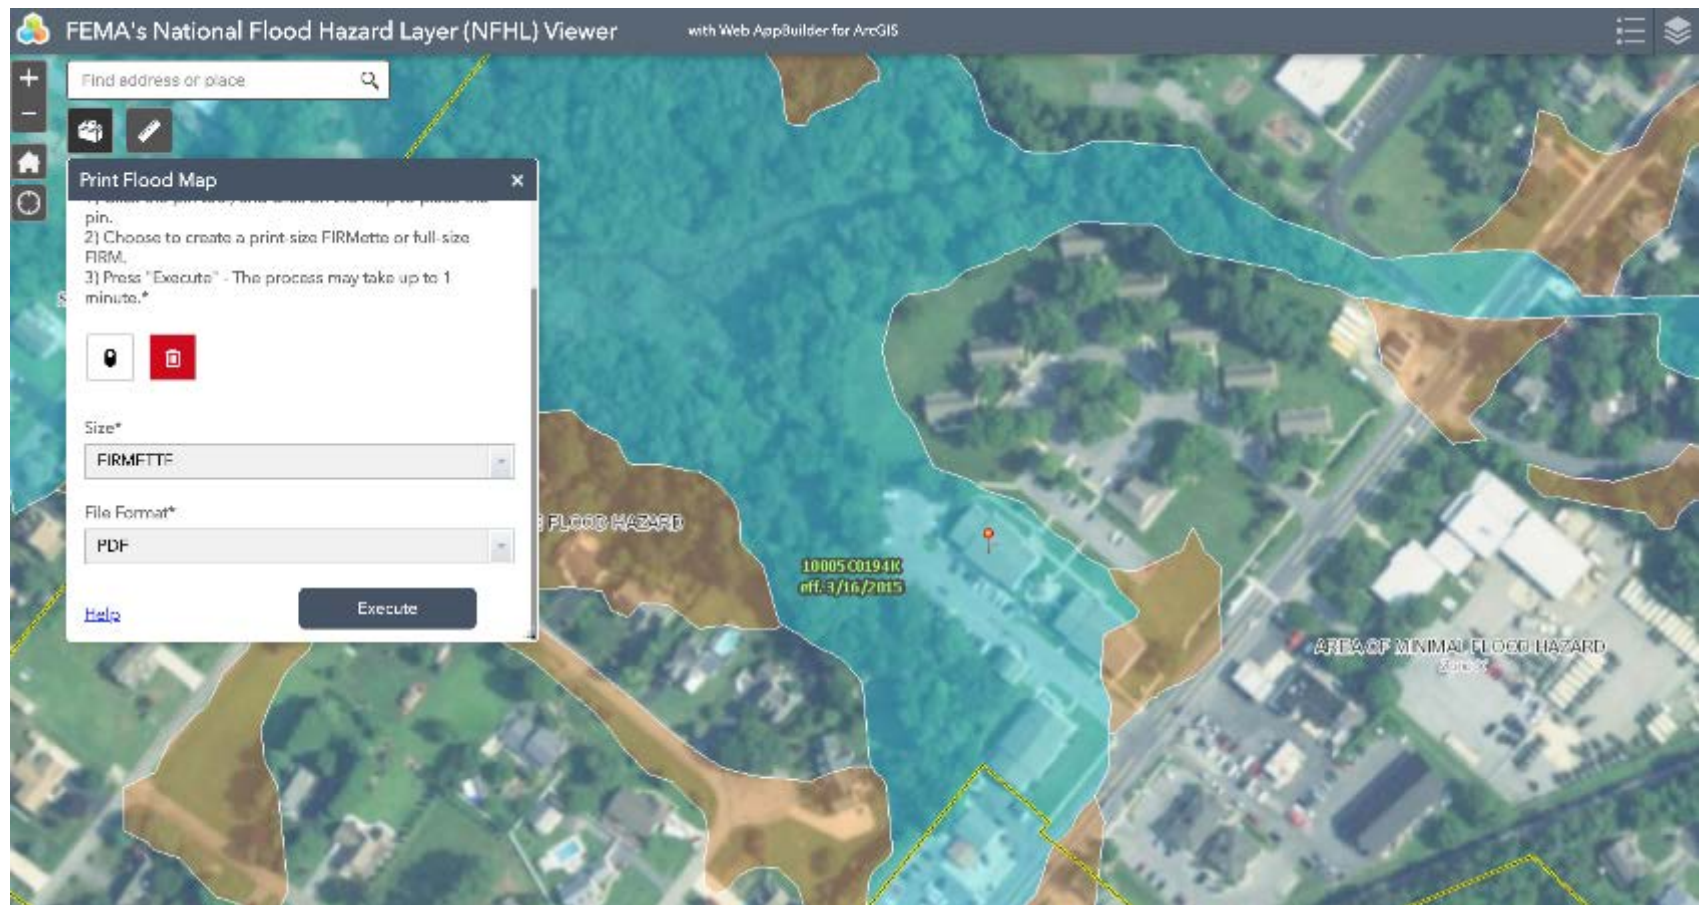 FEMA's National Flood Hazard Layer (NFHL) Viewer
with Web AppBuilder for ArcGIS
Find address or place
Print Flood Map
pin.
2) Choose to create a print-size FIRMette or full-size
FIRM.
3) Press "Execute" - The process may take up to 1
minute.*
Size*
FIRMETTE
File Format*
PDF
Help
Execute
FLOOD HAZARD
10005C0194K
eff. 3/16/2015
AREA OF MINIMAL FLOOD HAZARD